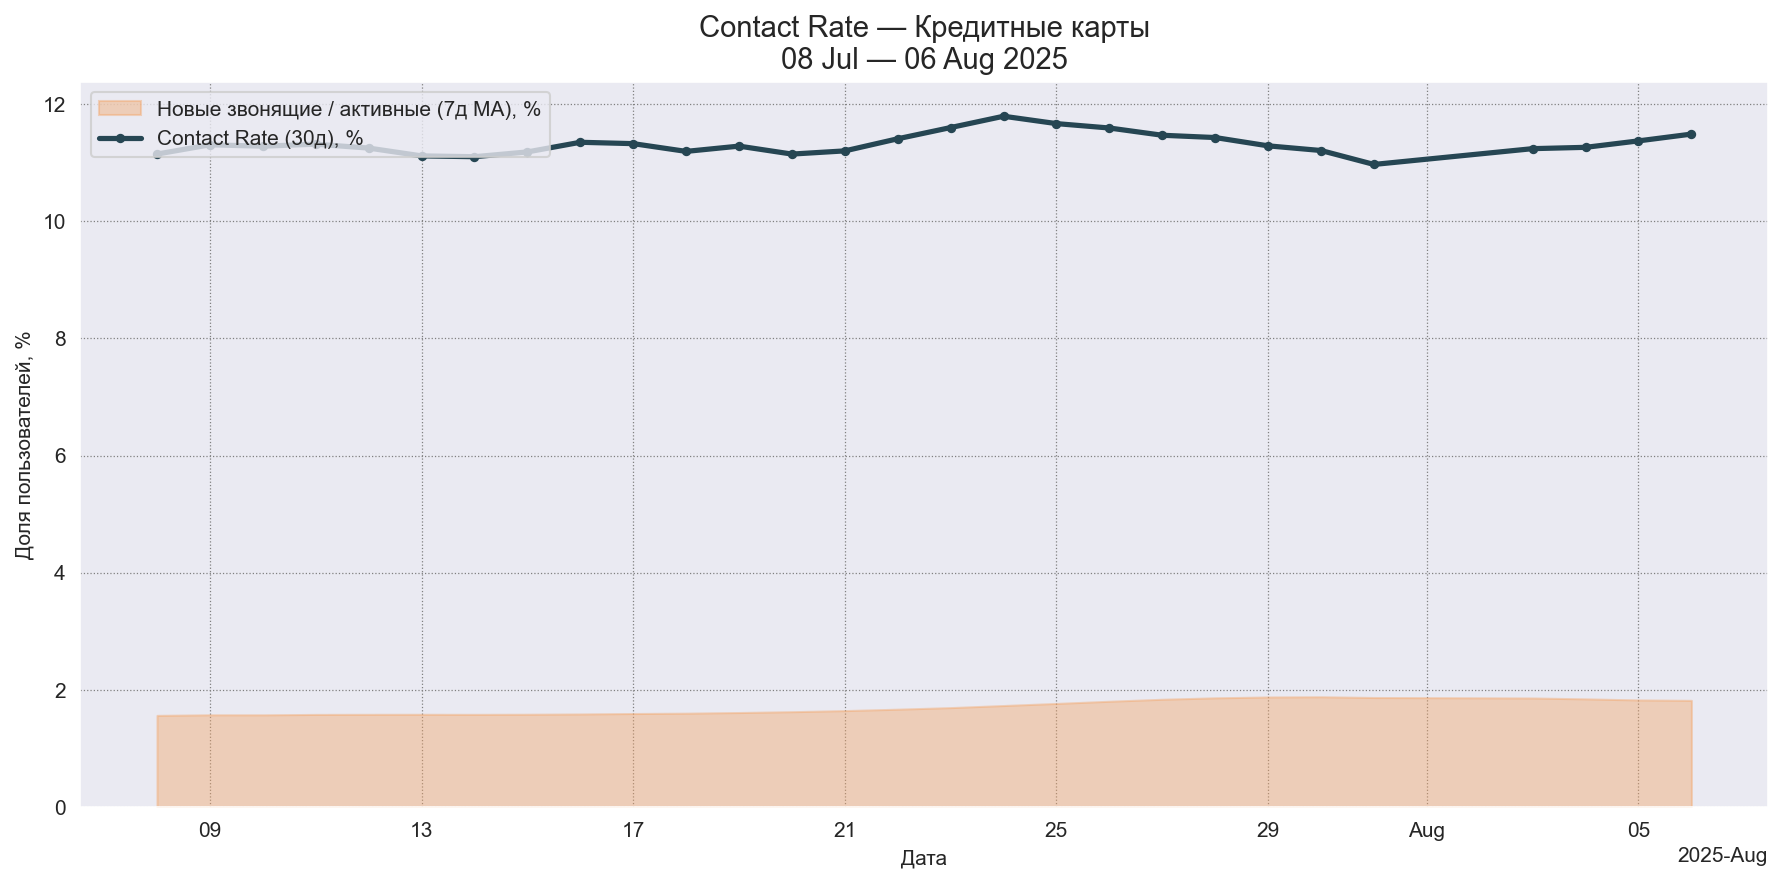 Contact Rate — Кредитные карты
08 Jul — 06 Aug 2025
Новые звонящие / активные (7д MA), %
Contact Rate (30д), %
Доля пользователей, %
12
10
8
6
4
2
0
09 13 17 21 25 29 Aug 05
Дата
2025-Aug